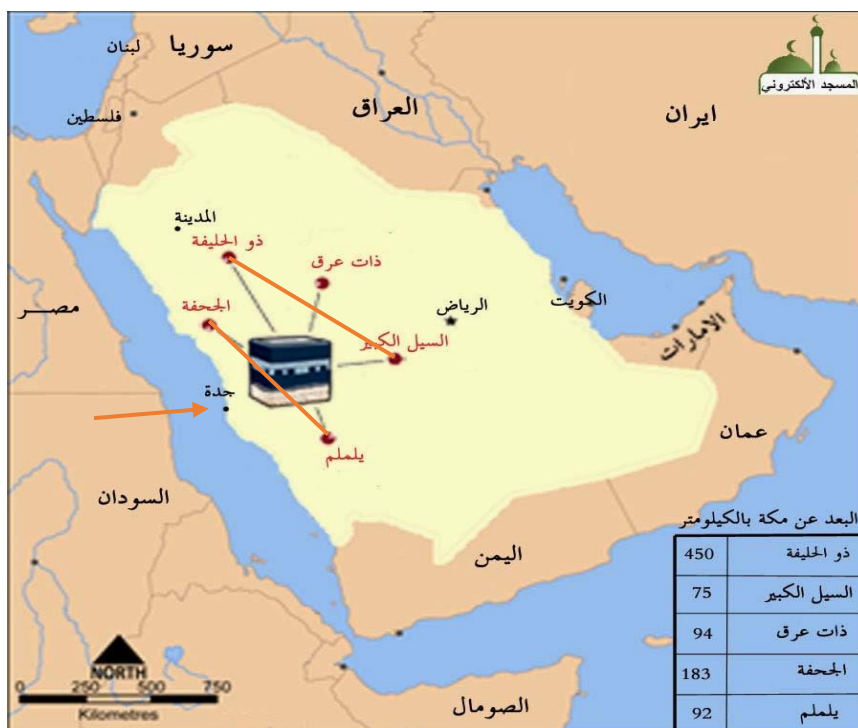 سوريا
لبنان
المسجد الألكتروني
العراق
ايران
فلسطين
المدينة
ذو الحليفة
ذات عرق
الكويت
الرياض
مصــر
الجحفة
السيل الكبير
الامارات
جدة
يلملم
عمان
السودان
اليمن
البعد عن مكة بالكيلومتر
450 ذو الحليفة
75 السيل الكبير
94 ذات عرق
183 الجحفة
92 يلملم
NORTH
0 250 500 750
Kilometres
الصومال